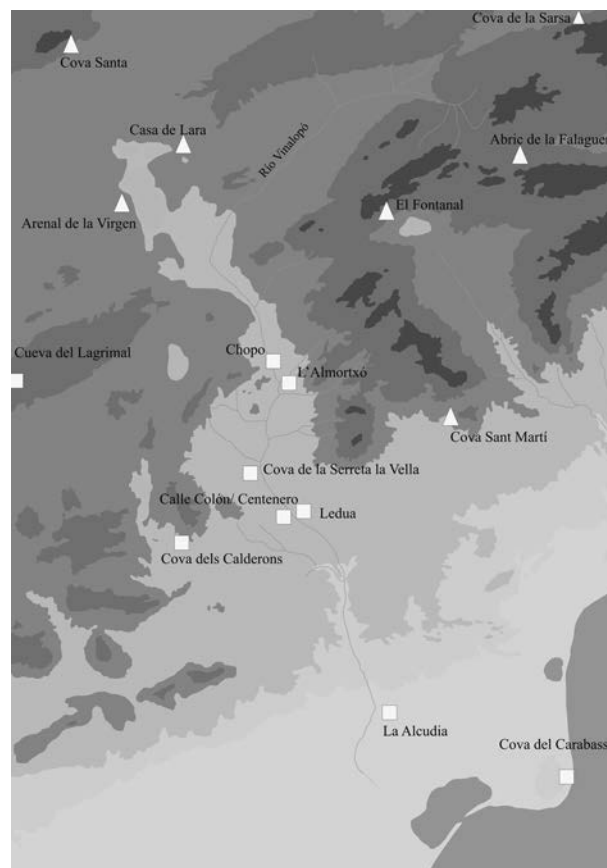 Cova de la Sarsa
Cova Santa
Casa de Lara
Río Vinalopó
Abric de la Falague
Arenal de la Virgen
El Fontanal
Chopo
Cueva del Lagrimal
L'Almortxó
Cova Sant Martí
Cova de la Serreta la Vella
Calle Colón/ Centenero
Ledua
Cova dels Calderons
La Alcudia
Cova del Carabass